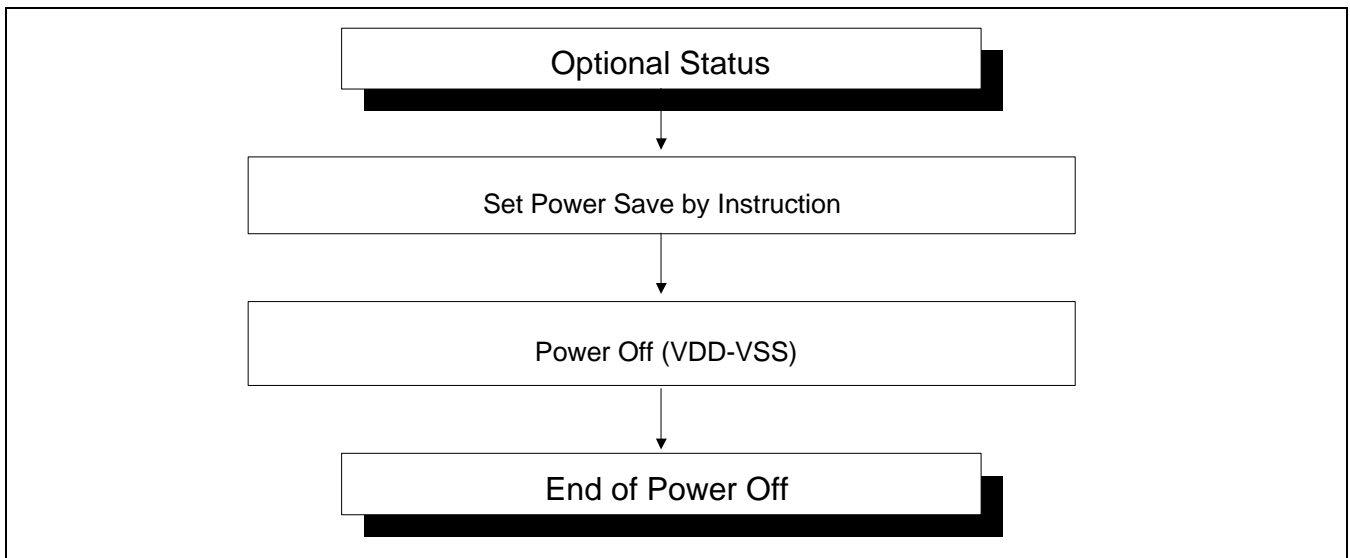 Optional Status
Set Power Save by Instruction
Power Off (VDD-VSS)
End of Power Off